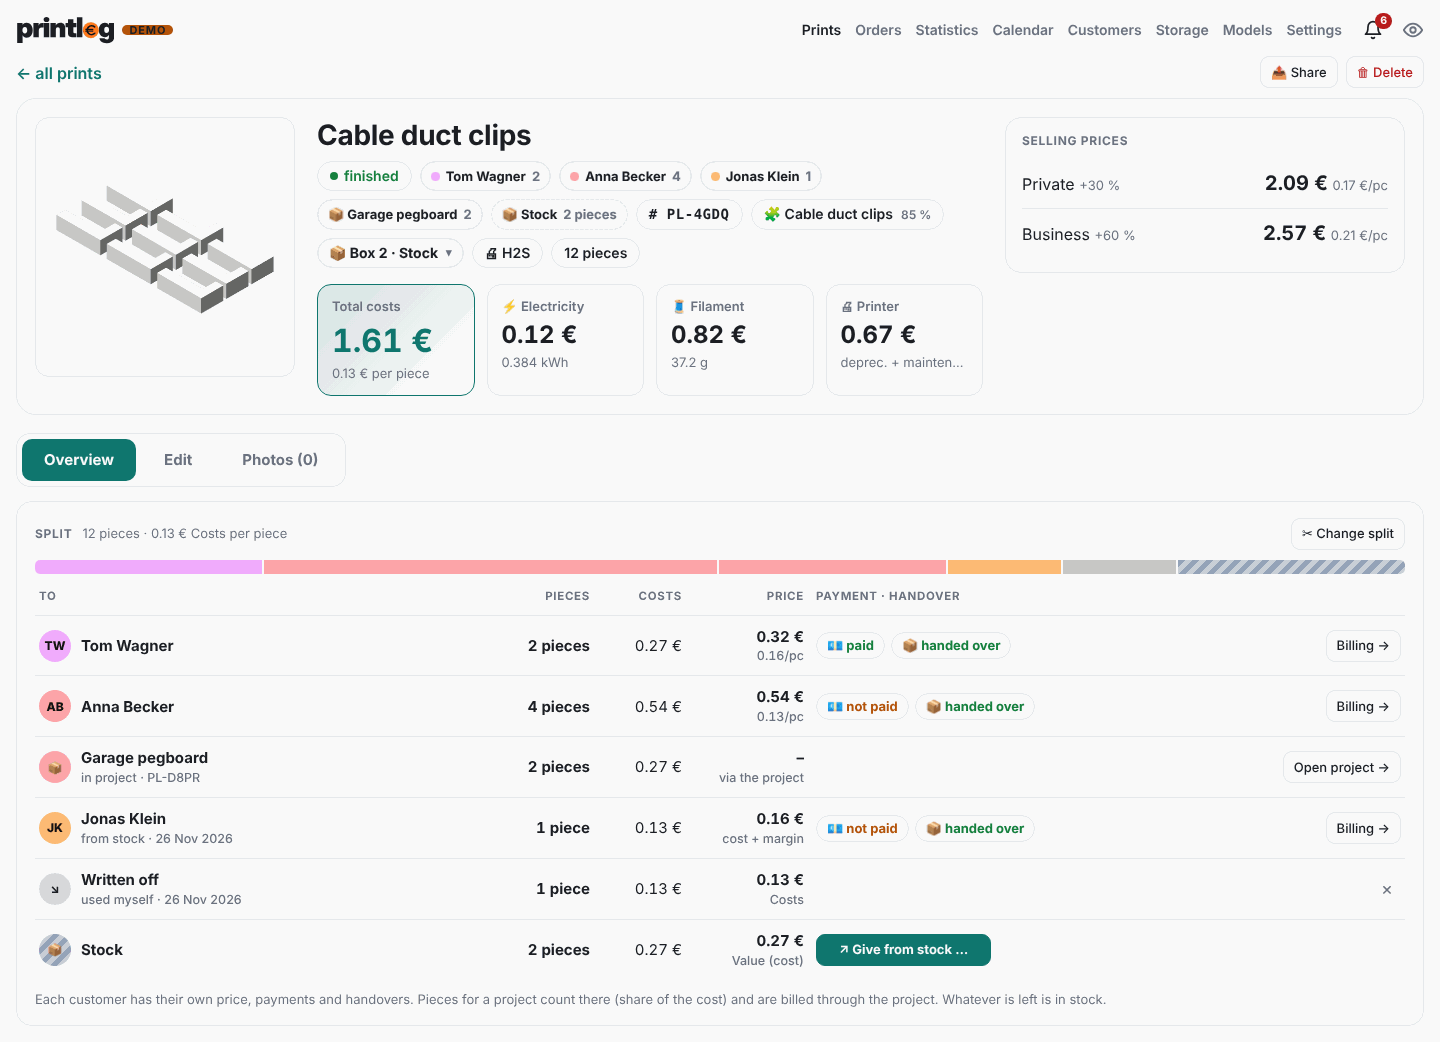 printl€g DEMO
Prints Orders Statistics Calendar Customers Storage Models Settings 6
← all prints
📤 Share 🗑 Delete
Cable duct clips
finished Tom Wagner 2 Anna Becker 4 Jonas Klein 1
📦 Garage pegboard 2 📦 Stock 2 pieces # PL-4GDQ 🧩 Cable duct clips 85 %
📦 Box 2 · Stock ▾ 🖨 H2S 12 pieces
Total costs
1.61 €
0.13 € per piece
⚡ Electricity
0.12 €
0.384 kWh
🧵 Filament
0.82 €
37.2 g
🖨 Printer
0.67 €
deprec. + mainten...
SELLING PRICES
Private +30 % 2.09 € 0.17 €/pc
Business +60 % 2.57 € 0.21 €/pc
Overview Edit Photos (0)
SPLIT 12 pieces · 0.13 € Costs per piece ✂ Change split
TO PIECES COSTS PRICE PAYMENT · HANDOVER
TW Tom Wagner 2 pieces 0.27 € 0.32 € 💶 paid 📦 handed over Billing →
0.16/pc
AB Anna Becker 4 pieces 0.54 € 0.54 € 💶 not paid 📦 handed over Billing →
0.13/pc
📦 Garage pegboard 2 pieces 0.27 € – Open project →
in project · PL-D8PR via the project
JK Jonas Klein 1 piece 0.13 € 0.16 € 💶 not paid 📦 handed over Billing →
from stock · 26 Nov 2026 cost + margin
↘ Written off 1 piece 0.13 € 0.13 € ✕
used myself · 26 Nov 2026 Costs
📦 Stock 2 pieces 0.27 € 0.27 € ↗ Give from stock ...
Value (cost)
Each customer has their own price, payments and handovers. Pieces for a project count there (share of the cost) and are billed through the project. Whatever is left is in stock.